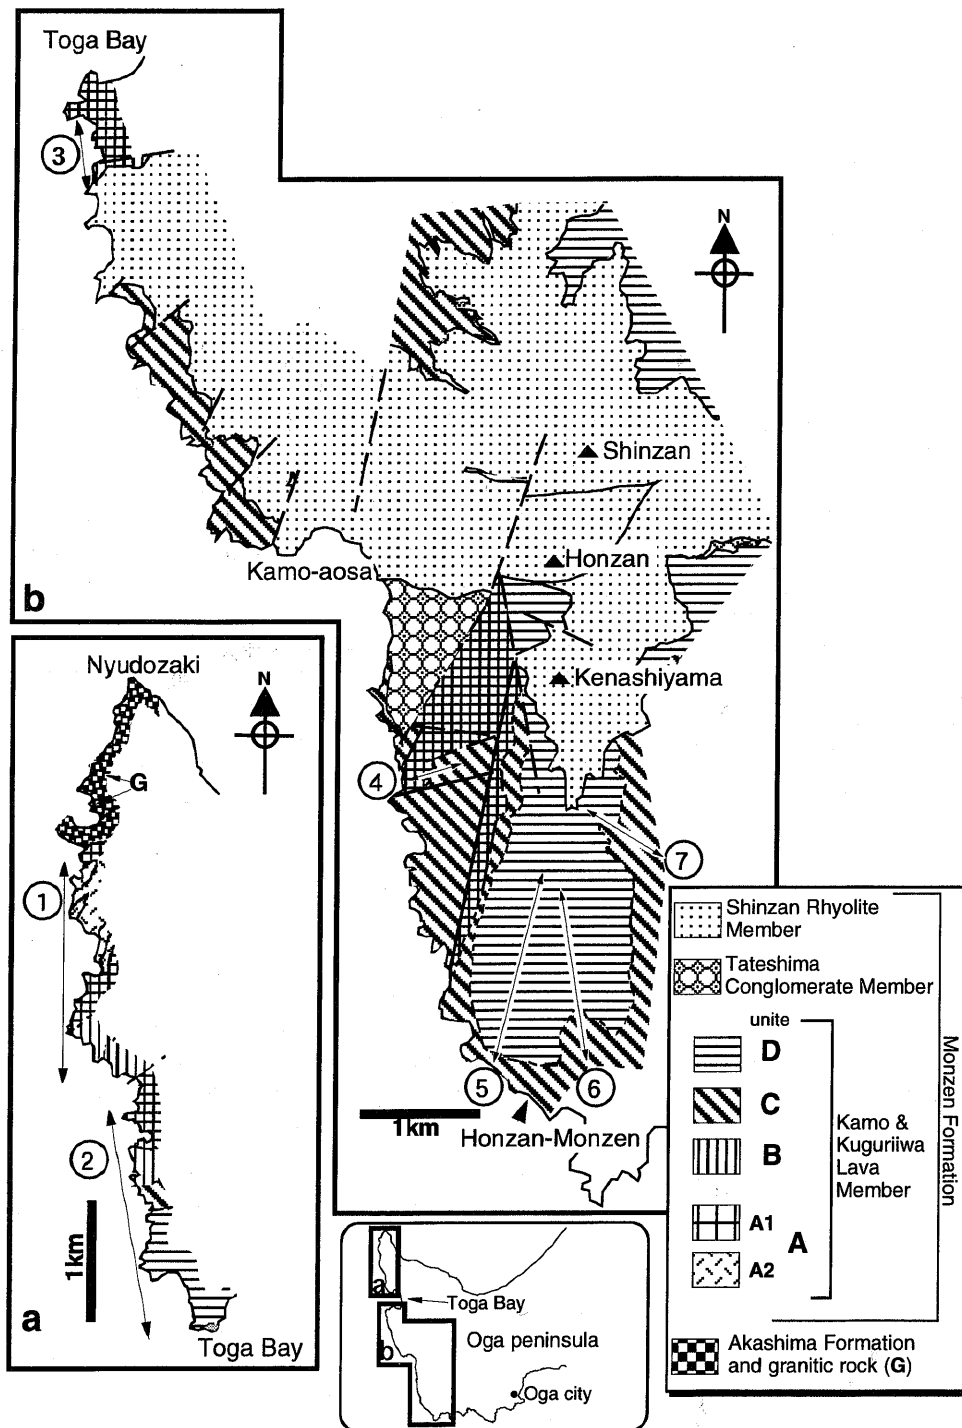 Toga Bay
3
N
Shinzan
Honzan
Kamo-aosa
b
Kenashiyama
4
7
5
6
1km
Honzan-Monzen
Nyudozaki
N
G
1
2
1km
a
Toga Bay
a
Toga Bay
b
Oga peninsula
Oga city
Shinzan Rhyolite
Member
Tateshima
Conglomerate Member
unite
D
C
B
A1
A
A2
Kamo &
Kuguriiwa
Lava
Member
Monzen Formation
Akashima Formation
and granitic rock (G)